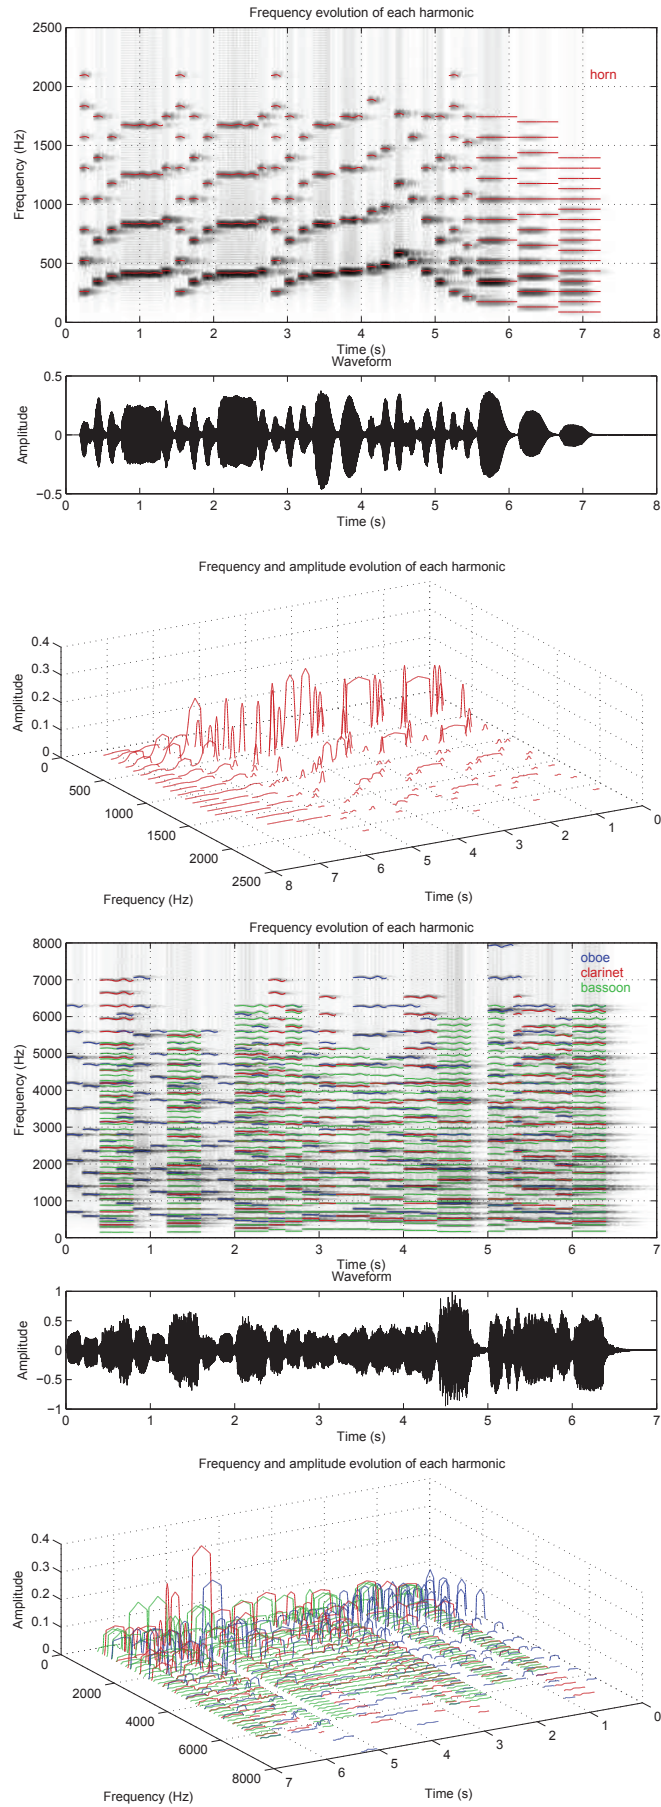 Frequency evolution of each harmonic
2500
2000
1500
1000
500
0
Frequency (Hz)
horn
0 1 2 3 4 5 6 7 8
Time (s)
Waveform
0.5
0
−0.5
Amplitude
0 1 2 3 4 5 6 7 8
Time (s)
Frequency and amplitude evolution of each harmonic
0.4
0.3
0.2
0.1
0
Amplitude
0
500
1000
1500
2000
2500
Frequency (Hz)
8 7 6 5 4 3 2 1 0
Time (s)
Frequency evolution of each harmonic
8000
7000
6000
5000
4000
3000
2000
1000
0
Frequency (Hz)
oboe
clarinet
bassoon
0 1 2 3 4 5 6 7
Time (s)
Waveform
1
0.5
0
−0.5
−1
Amplitude
0 1 2 3 4 5 6 7
Time (s)
Frequency and amplitude evolution of each harmonic
0.4
0.3
0.2
0.1
0
Amplitude
0
2000
4000
6000
8000
Frequency (Hz)
7 6 5 4 3 2 1 0
Time (s)